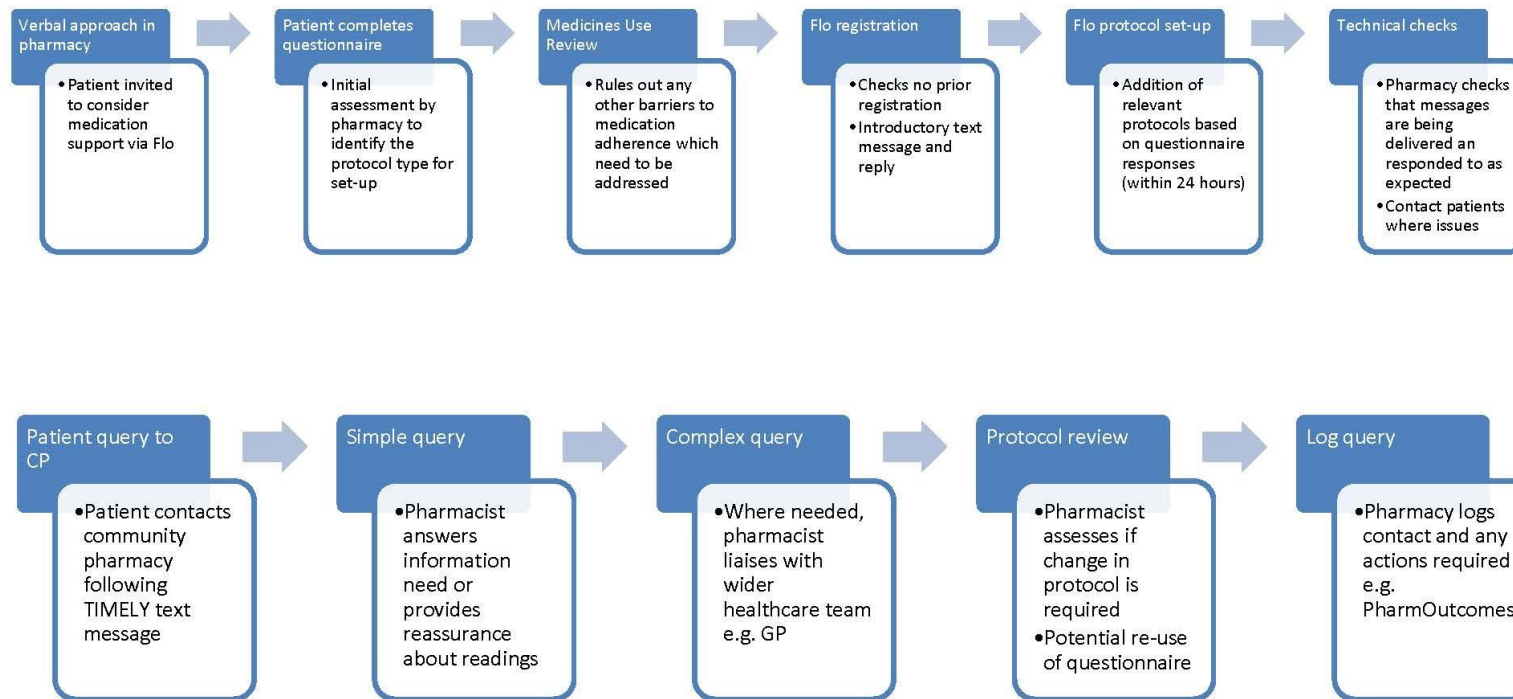 Verbal approach in
pharmacy
•Patient invited
to consider
medication
support via Flo
Patient completes
questionnaire
•Initial
assessment by
pharmacy to
identify the
protocol type for
set-up
Medicines Use
Review
•Rules out any
other barriers to
medication
adherence which
need to be
addressed
Flo registration
•Checks no prior
registration
•Introductory text
message and
reply
Flo protocol set-up
•Addition of
relevant
protocols based
on questionnaire
responses
(within 24 hours)
Technical checks
•Pharmacy checks
that messages
are being
delivered an
responded to as
expected
•Contact patients
where issues
Patient query to
CP
•Patient contacts
community
pharmacy
following
TIMELY text
message
Simple query
•Pharmacist
answers
information
need or
provides
reassurance
about readings
Complex query
•Where needed,
pharmacist
liaises with
wider
healthcare team
e.g. GP
Protocol review
•Pharmacist
assesses if
change in
protocol is
required
•Potential re-use
of questionnaire
Log query
•Pharmacy logs
contact and any
actions required
e.g.
PharmOutcomes